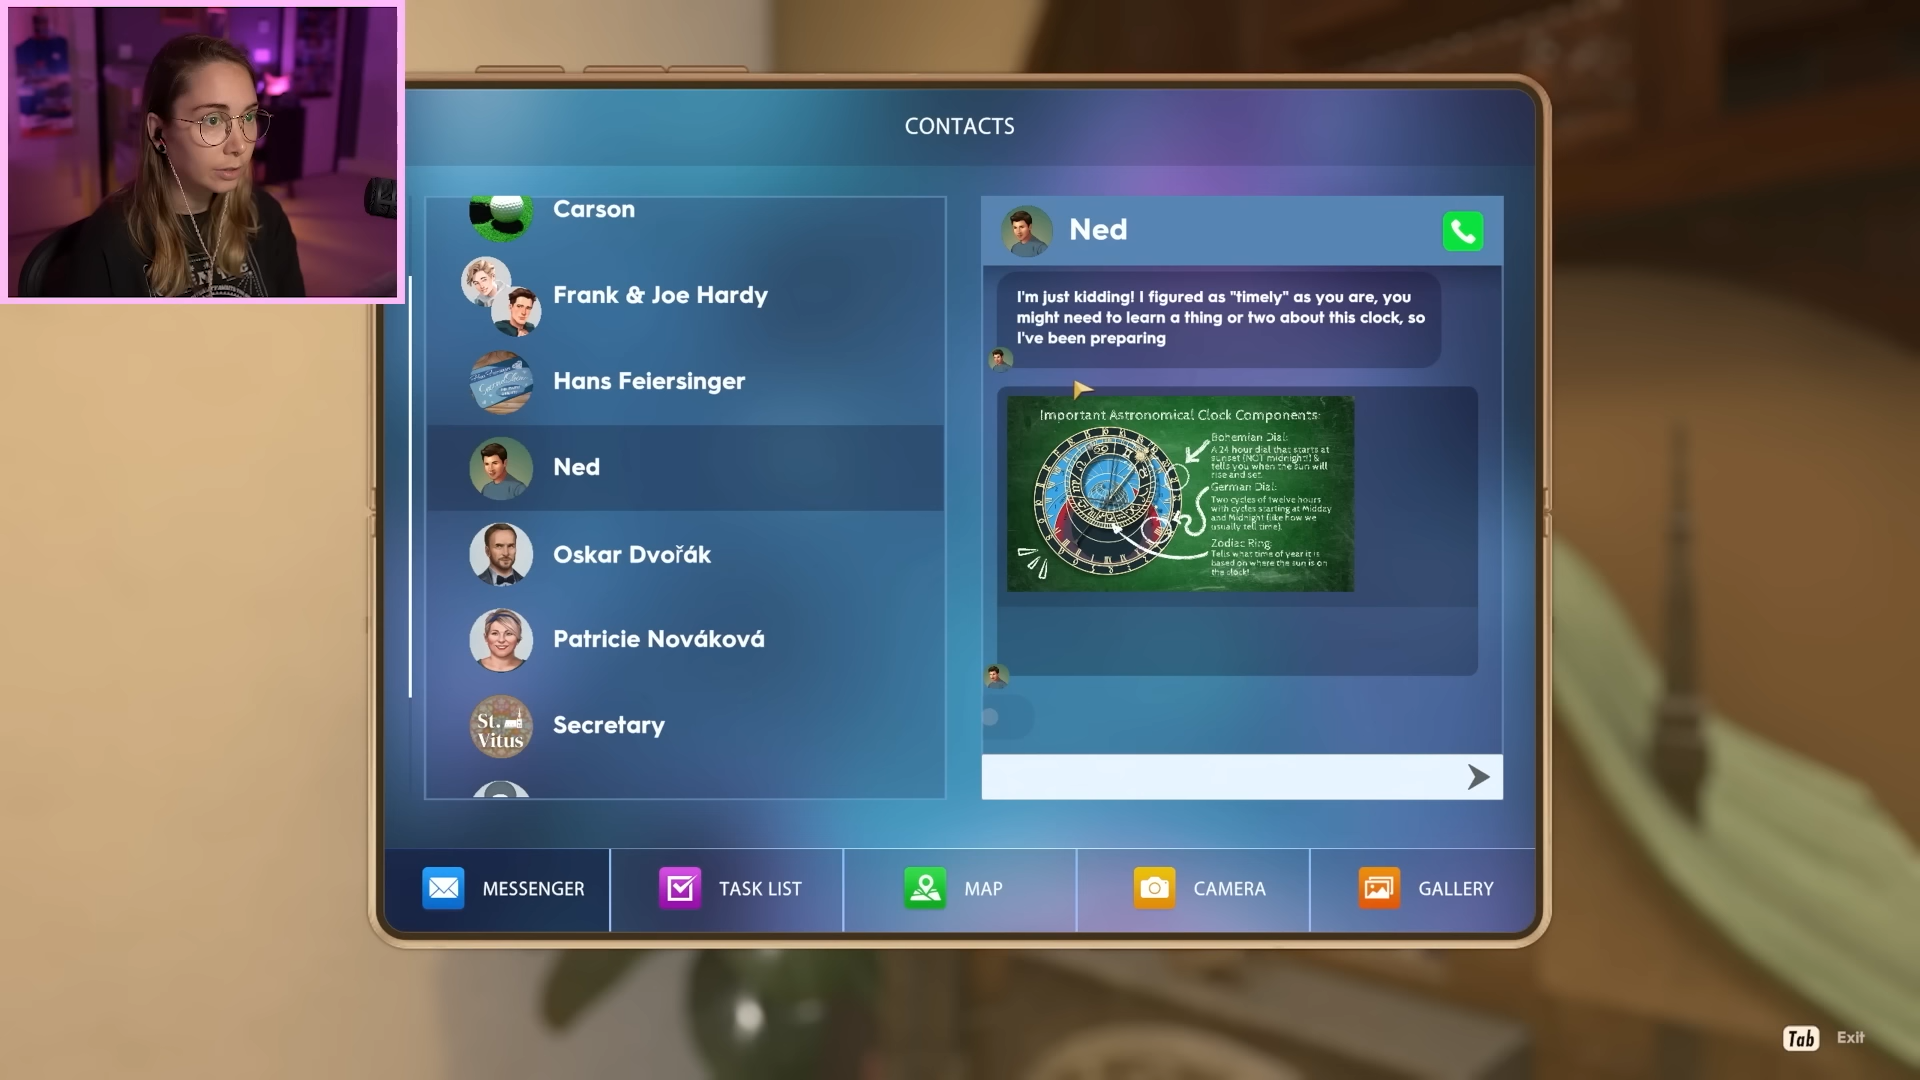 CONTACTS
Carson
Frank & Joe Hardy
Hans Feiersinger
Ned
Oskar Dvořák
Patricie Nováková
St.
Vitus
Secretary
Ned
I'm just kidding! I figured as "timely" as you are, you
might need to learn a thing or two about this clock, so
I've been preparing
Important Astronomical Clock Components:
Bohemian Dial:
A 24 hour dial that starts at
sunset (NOT midnight!) &
tells you when the sun will
rise and set.
German Dial:
Two cycles of twelve hours
with cycles starting at Midday
and Midnight (like how we
usually tell time).
Zodiac Ring:
Tells what time of year it is
based on where the sun is on
the clock!
MESSENGER
TASK LIST
MAP
CAMERA
GALLERY
Tab Exit